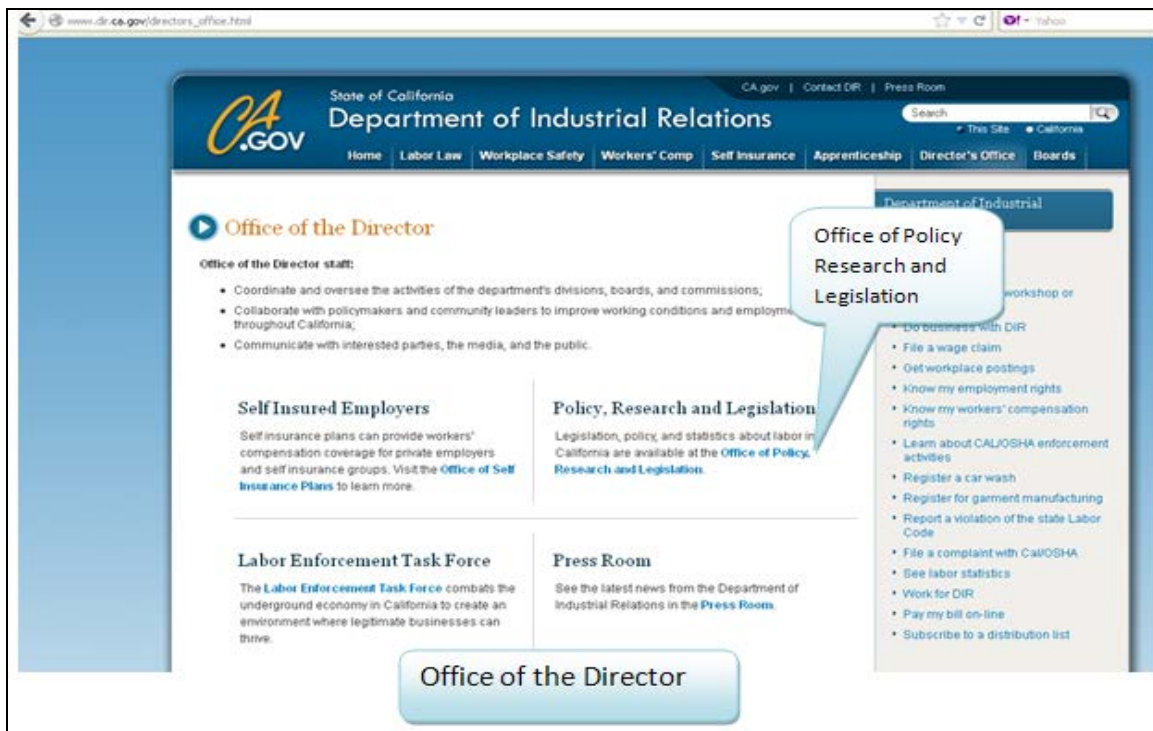 www.dir.ca.gov/directors_office.html
Yahoo
CA.gov | Contact DIR | Press Room
CA
.GOV
State of California
Department of Industrial Relations
Search
This Site California
Home Labor Law Workplace Safety Workers' Comp Self Insurance Apprenticeship Director's Office Boards
Office of the Director
Office of the Director staff:
• Coordinate and oversee the activities of the department's divisions, boards, and commissions;
• Collaborate with policymakers and community leaders to improve working conditions and
throughout California;
• Communicate with interested parties, the media, and the public.
Self Insured Employers
Self insurance plans can provide workers'
compensation coverage for private employers
and self insurance groups. Visit the Office of Self
Insurance Plans to learn more.
Policy, Research and Legislation
Legislation, policy, and statistics about labor in
California are available at the Office of Policy,
Research and Legislation.
Labor Enforcement Task Force
The Labor Enforcement Task Force combats the
underground economy in California to create an
environment where legitimate businesses can
thrive.
Press Room
See the latest news from the Department of
Industrial Relations in the Press Room.
Office of Policy
Research and
Legislation
Department of Industrial
workshop or
• Do business with DIR
• File a wage claim
• Get workplace postings
• Know my employment rights
• Know my workers' compensation
rights
• Learn about CAL/OSHA enforcement
activities
• Register a car wash
• Register for garment manufacturing
• Report a violation of the state Labor
Code
• File a complaint with Cal/OSHA
• See labor statistics
• Work for DIR
• Pay my bill on-line
• Subscribe to a distribution list
Office of the Director